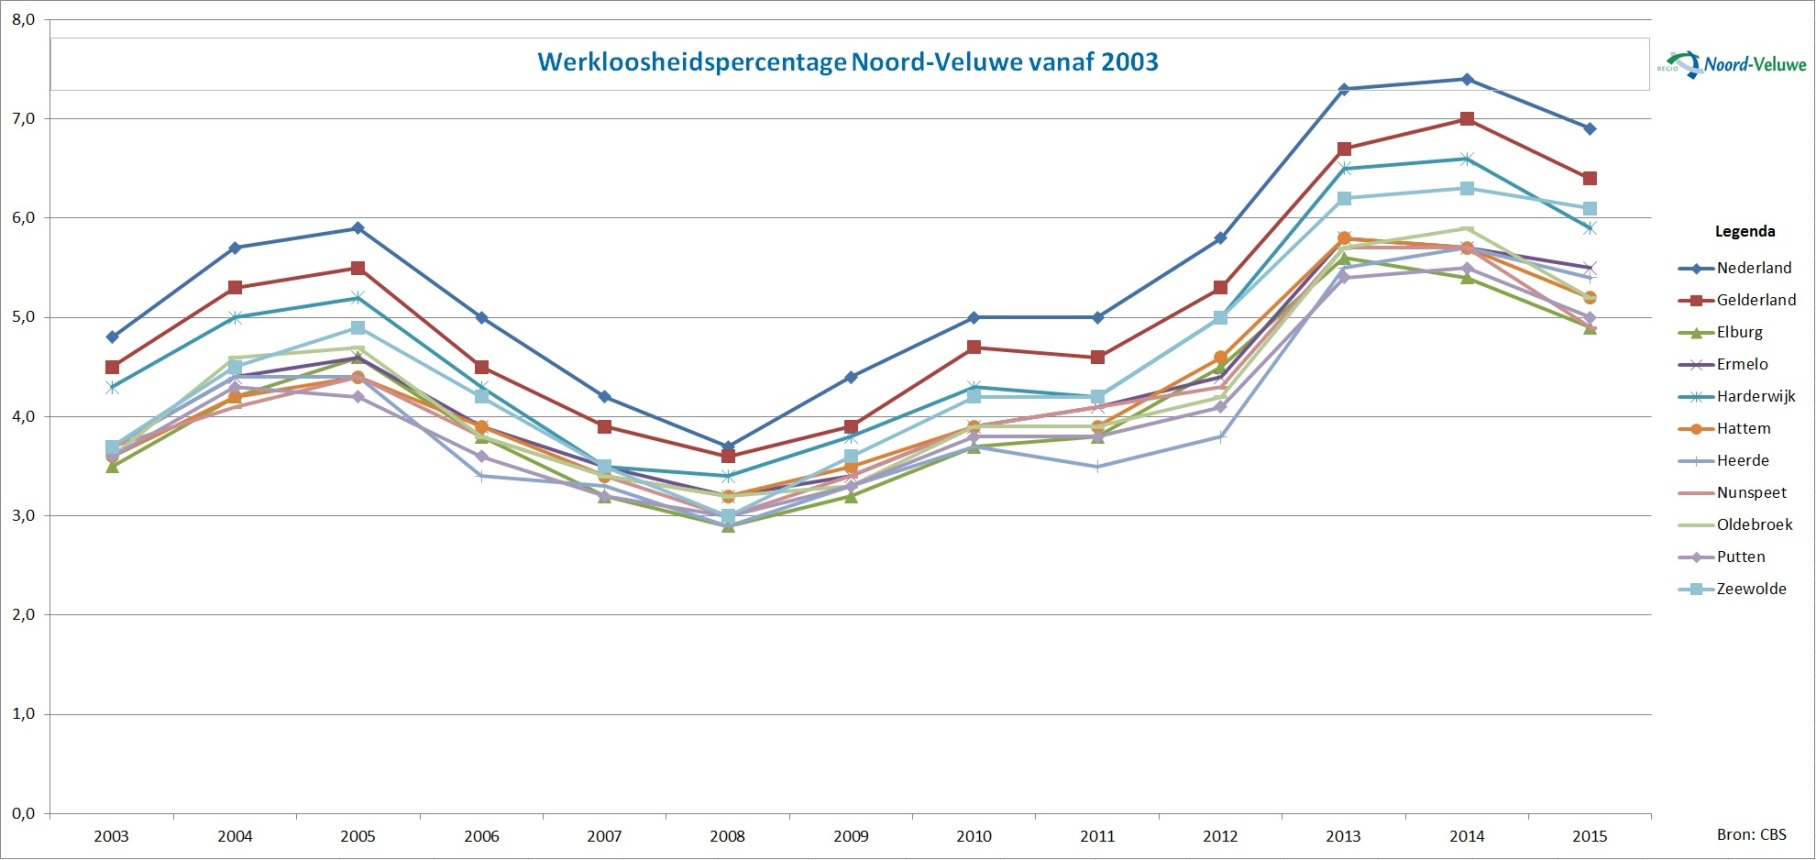 Werkloosheidspercentage Noord-Veluwe vanaf 2003
REGIO Noord-Veluwe
8,0
7,0
6,0
5,0
4,0
3,0
2,0
1,0
0,0
2003 2004 2005 2006 2007 2008 2009 2010 2011 2012 2013 2014 2015
Legenda
Nederland
Gelderland
Elburg
Ermelo
Harderwijk
Hattem
Heerde
Nunspeet
Oldebroek
Putten
Zeewolde
Bron: CBS